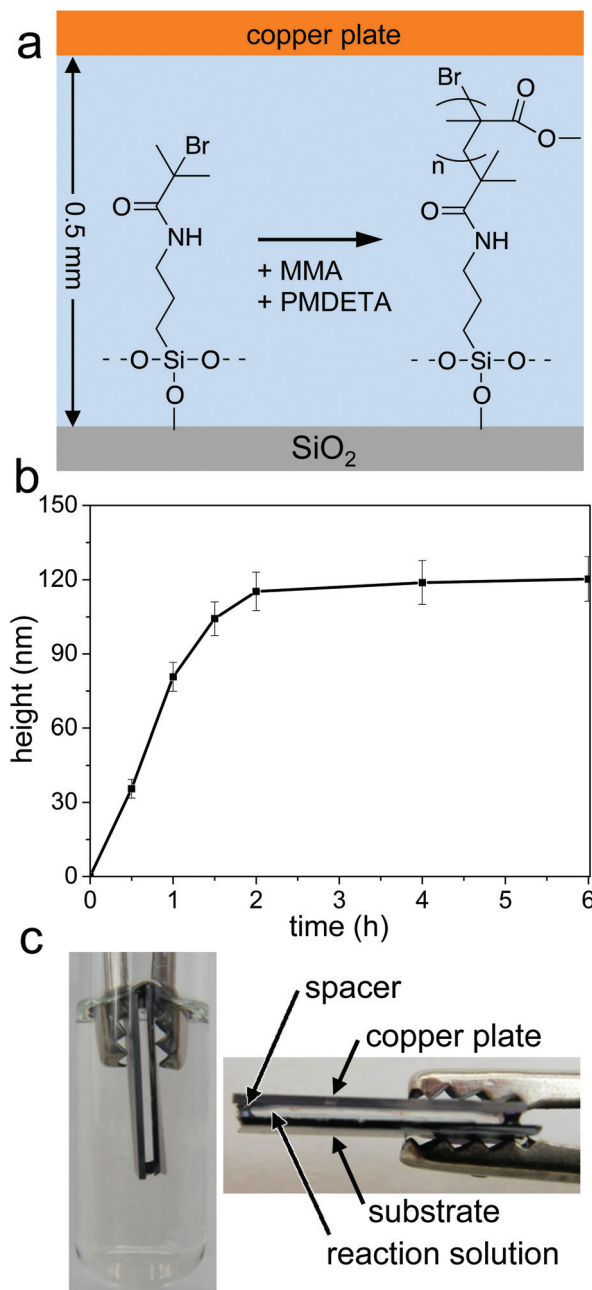 a
copper plate
0.5 mm
Br
O
NH
Si
O
O
O
+ MMA
+ PMDETA
Br
O
O
n
O
NH
Si
O
O
O
SiO2
b
150
120
90
60
30
0
height (nm)
0 1 2 3 4 5 6
time (h)
c
spacer
copper plate
substrate
reaction solution